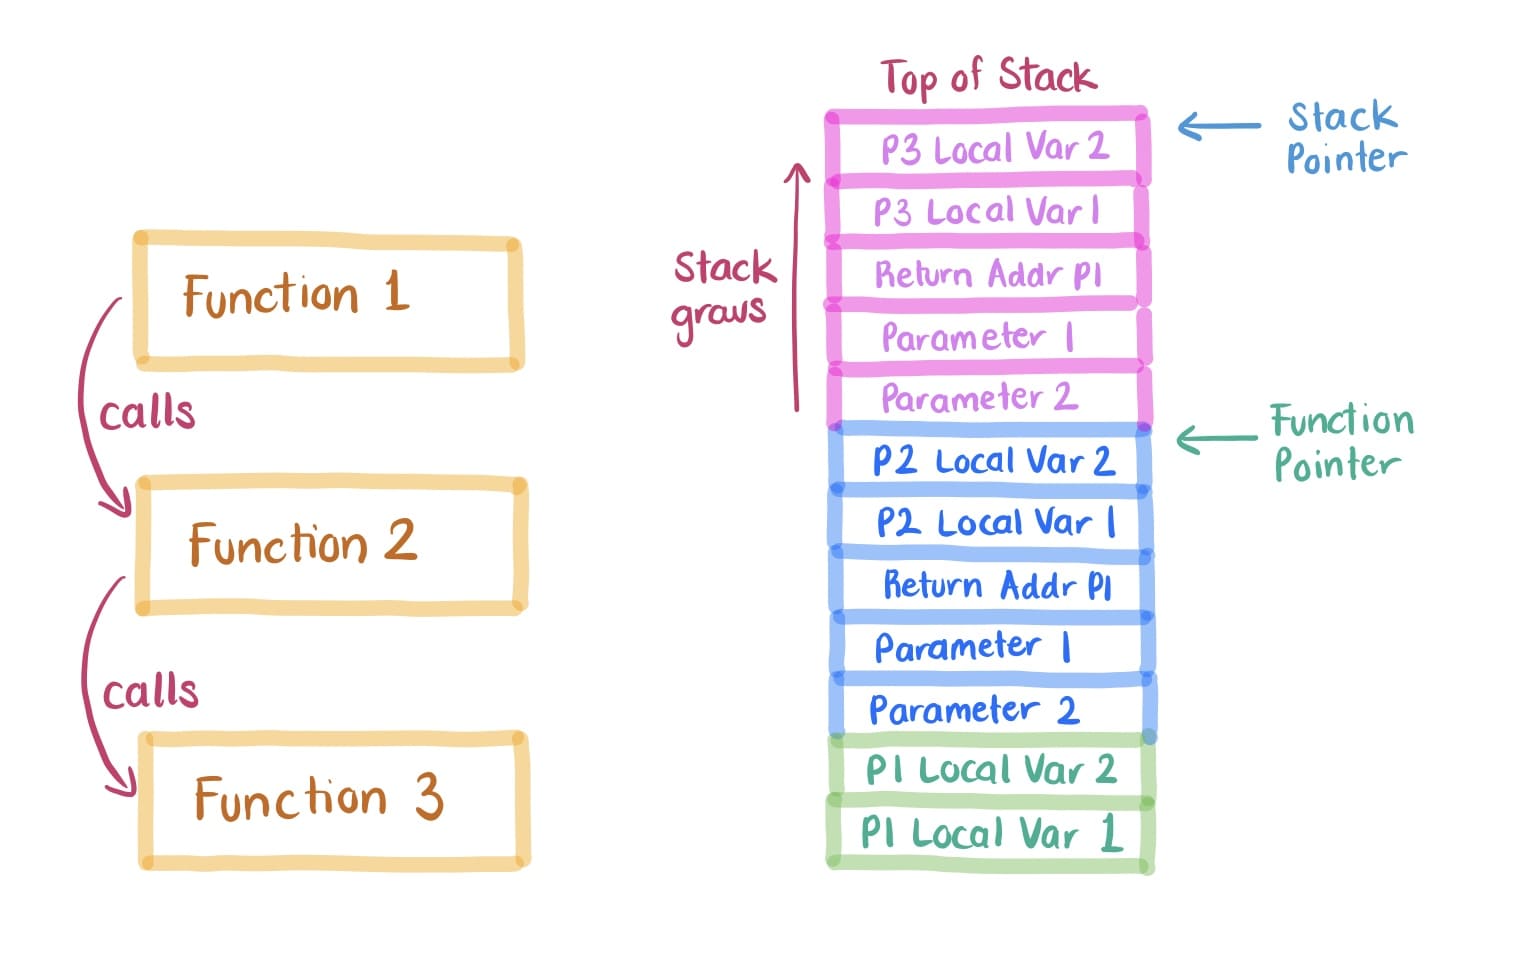 Function 1
calls
Function 2
calls
Function 3
Top of Stack
Stack
grows
P3 Local Var 2
P3 Local Var 1
Return Addr P1
Parameter 1
Parameter 2
P2 Local Var 2
P2 Local Var 1
Return Addr P1
Parameter 1
Parameter 2
P1 Local Var 2
P1 Local Var 1
Stack
Pointer
Function
Pointer